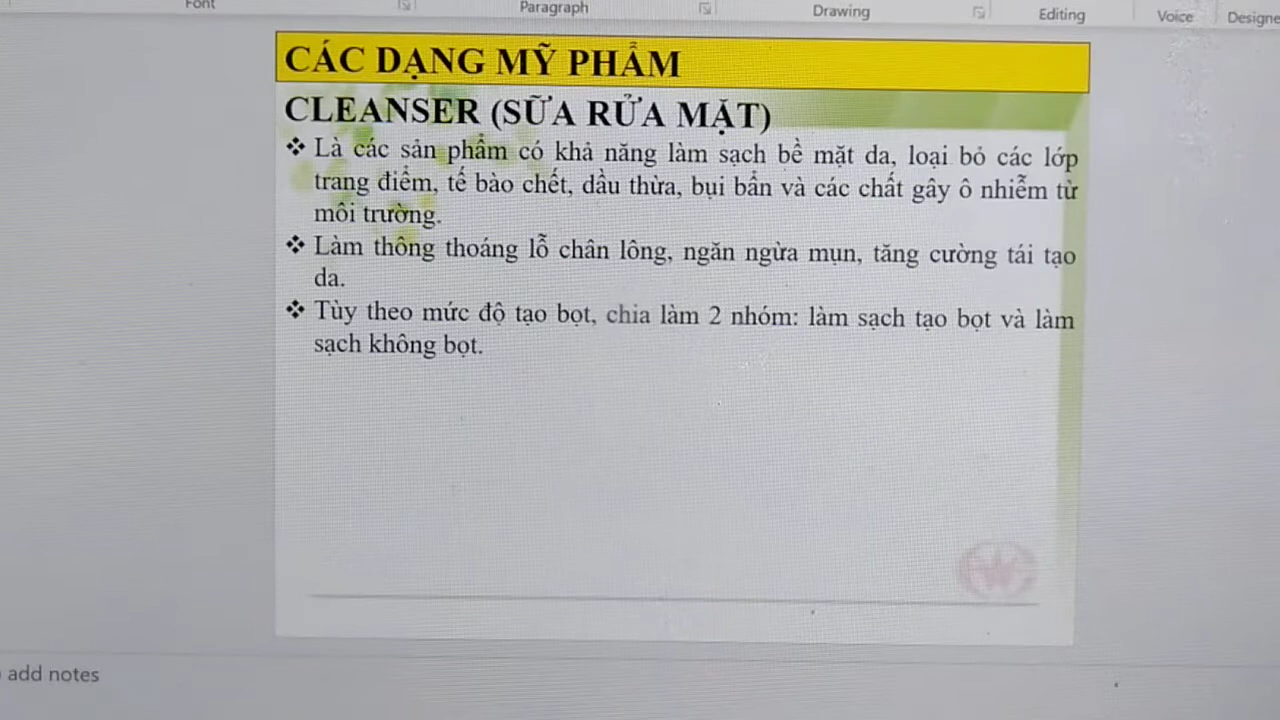 Font
Paragraph
Drawing
Editing
Voice
CÁC DẠNG MỸ PHẨM
CLEANSER (SỮA RỬA MẶT)
❖ Là các sản phẩm có khả năng làm sạch bề mặt da, loại bỏ các lớp
trang điểm, tế bào chết, dầu thừa, bụi bẩn và các chất gây ô nhiễm từ
môi trường.
❖ Làm thông thoáng lỗ chân lông, ngăn ngừa mụn, tăng cường tái tạo
da.
❖ Tùy theo mức độ tạo bọt, chia làm 2 nhóm: làm sạch tạo bọt và làm
sạch không bọt.
add notes